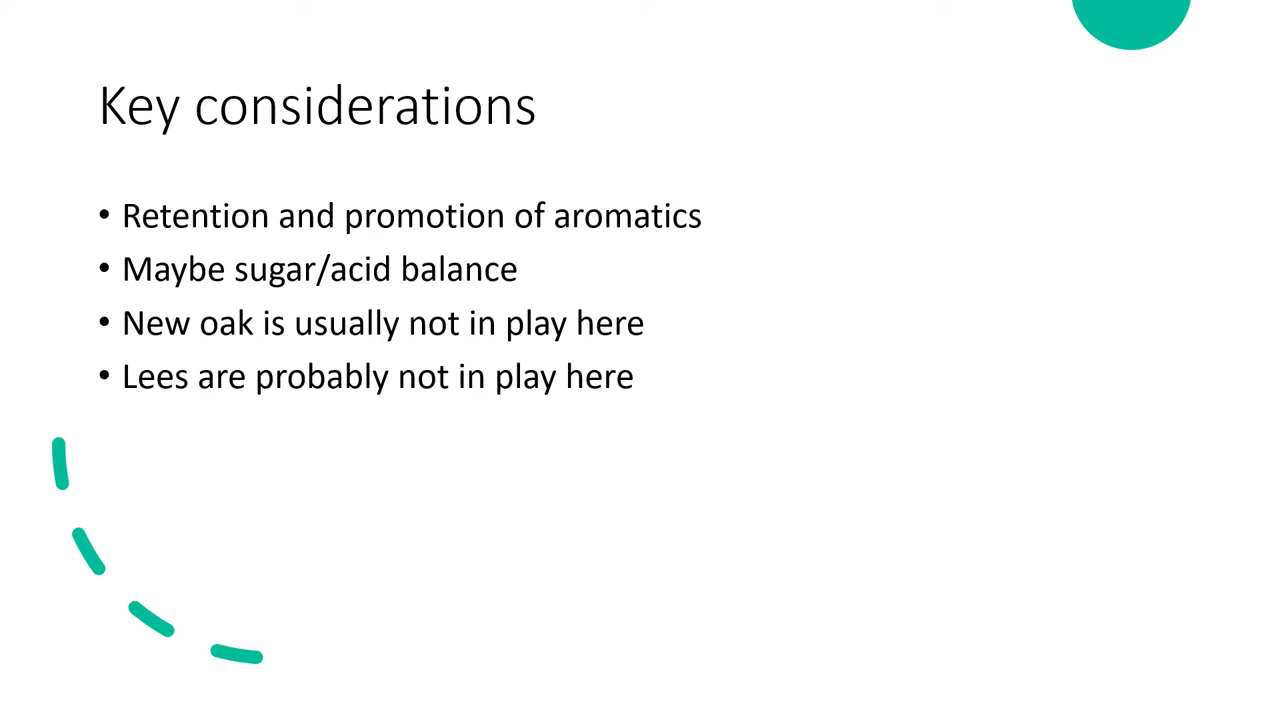 Key considerations
• Retention and promotion of aromatics
• Maybe sugar/acid balance
• New oak is usually not in play here
• Lees are probably not in play here